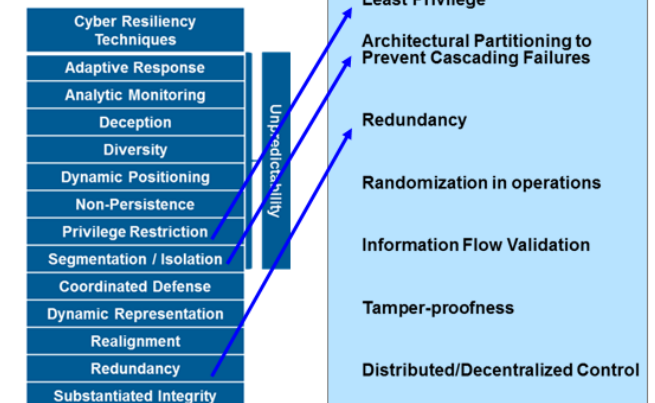 Cyber Resiliency
Techniques
Adaptive Response
Analytic Monitoring
Deception
Diversity
Dynamic Positioning
Non-Persistence
Privilege Restriction
Segmentation / Isolation
Coordinated Defense
Dynamic Representation
Realignment
Redundancy
Substantiated Integrity
Unpredictability
Least Privilege
Architectural Partitioning to
Prevent Cascading Failures
Redundancy
Randomization in operations
Information Flow Validation
Tamper-proofness
Distributed/Decentralized Control